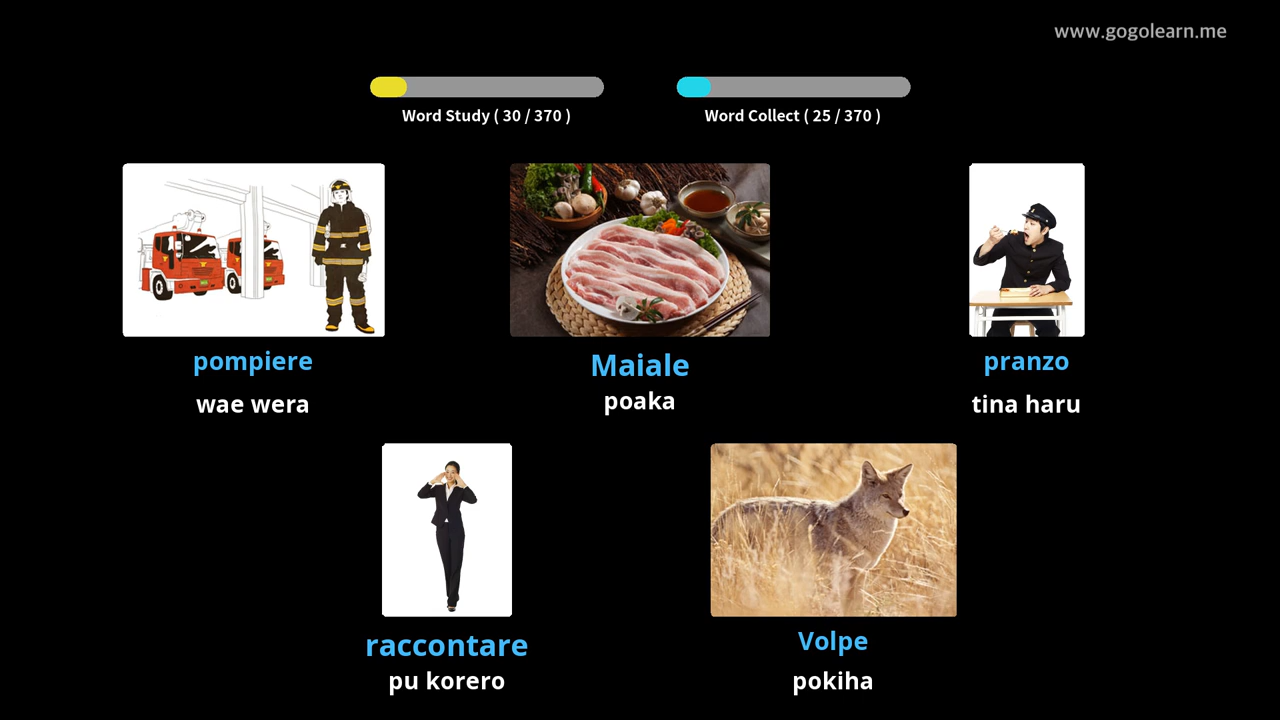 www.gogolearn.me
Word Study ( 30 / 370 )
Word Collect ( 25 / 370 )
pompiere
wae wera
Maiale
poaka
pranzo
tina haru
raccontare
pu korero
Volpe
pokiha